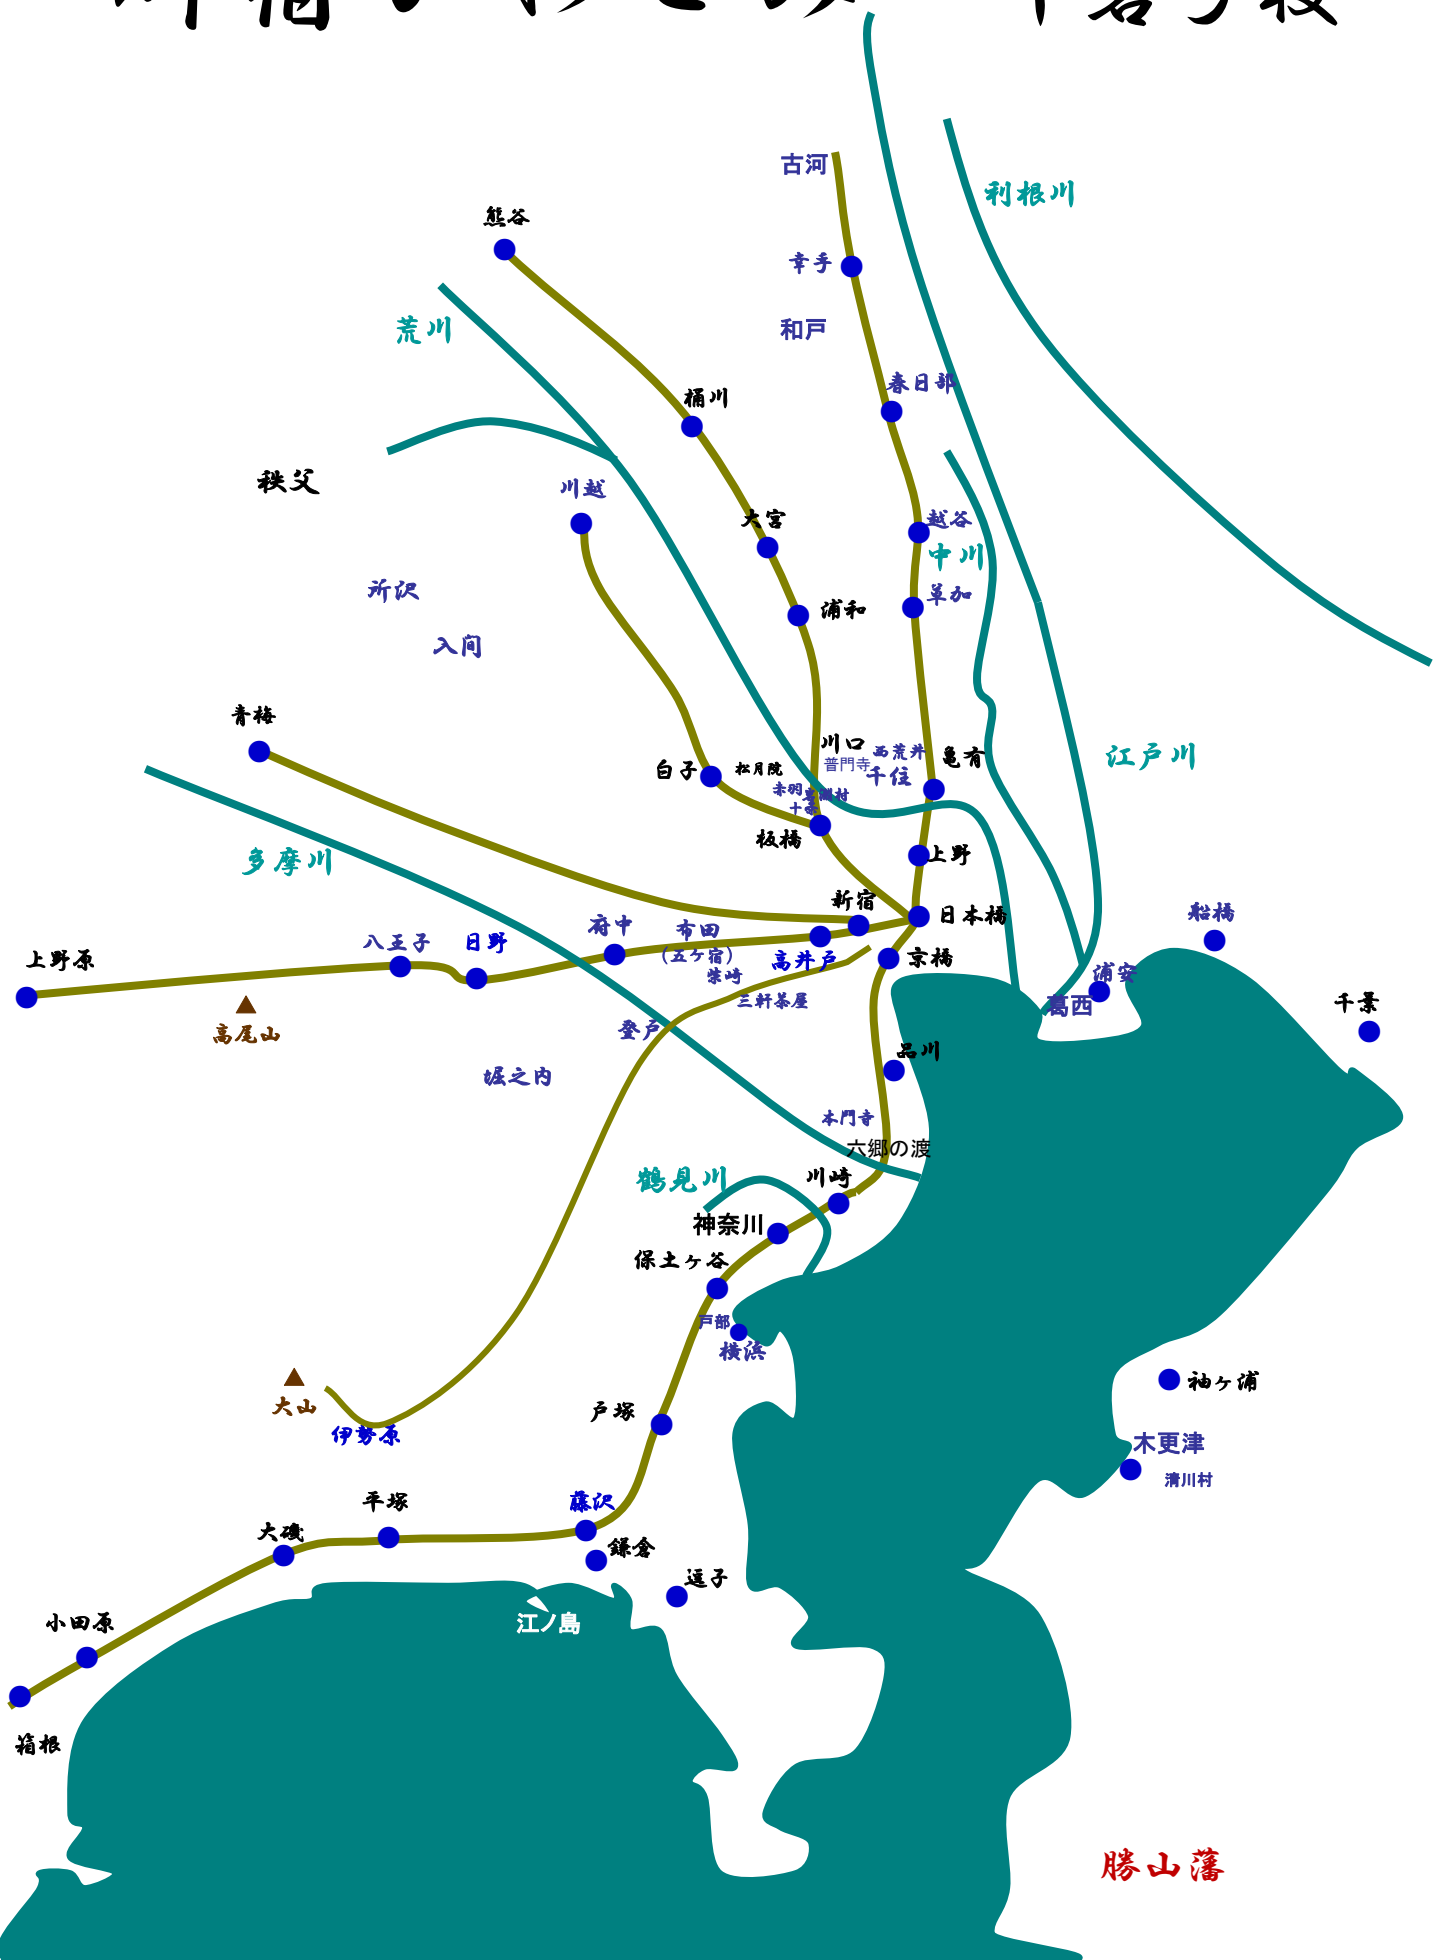 古河
利根川
熊谷
幸手
荒川
和戸
春日部
桶川
秩父
川越
大宮
越谷
中川
所沢
草加
浦和
入間
青梅
川口
西荒井
亀有
江戸川
普門寺
白子
松月院
千住
赤羽
十条
板橋
多摩川
上野
新宿
日本橋
船橋
府中
布田
八王子
日野
(五ケ宿)
高井戸
京橋
上野原
柴崎
浦安
三軒茶屋
葛西
千葉
高尾山
登戸
品川
堀之内
本門寺
六郷の渡
鶴見川
川崎
神奈川
保土ヶ谷
戸部
横浜
大山
袖ヶ浦
戸塚
伊勢原
木更津
清川村
平塚
藤沢
大磯
鎌倉
逗子
小田原
江ノ島
箱根
勝山藩